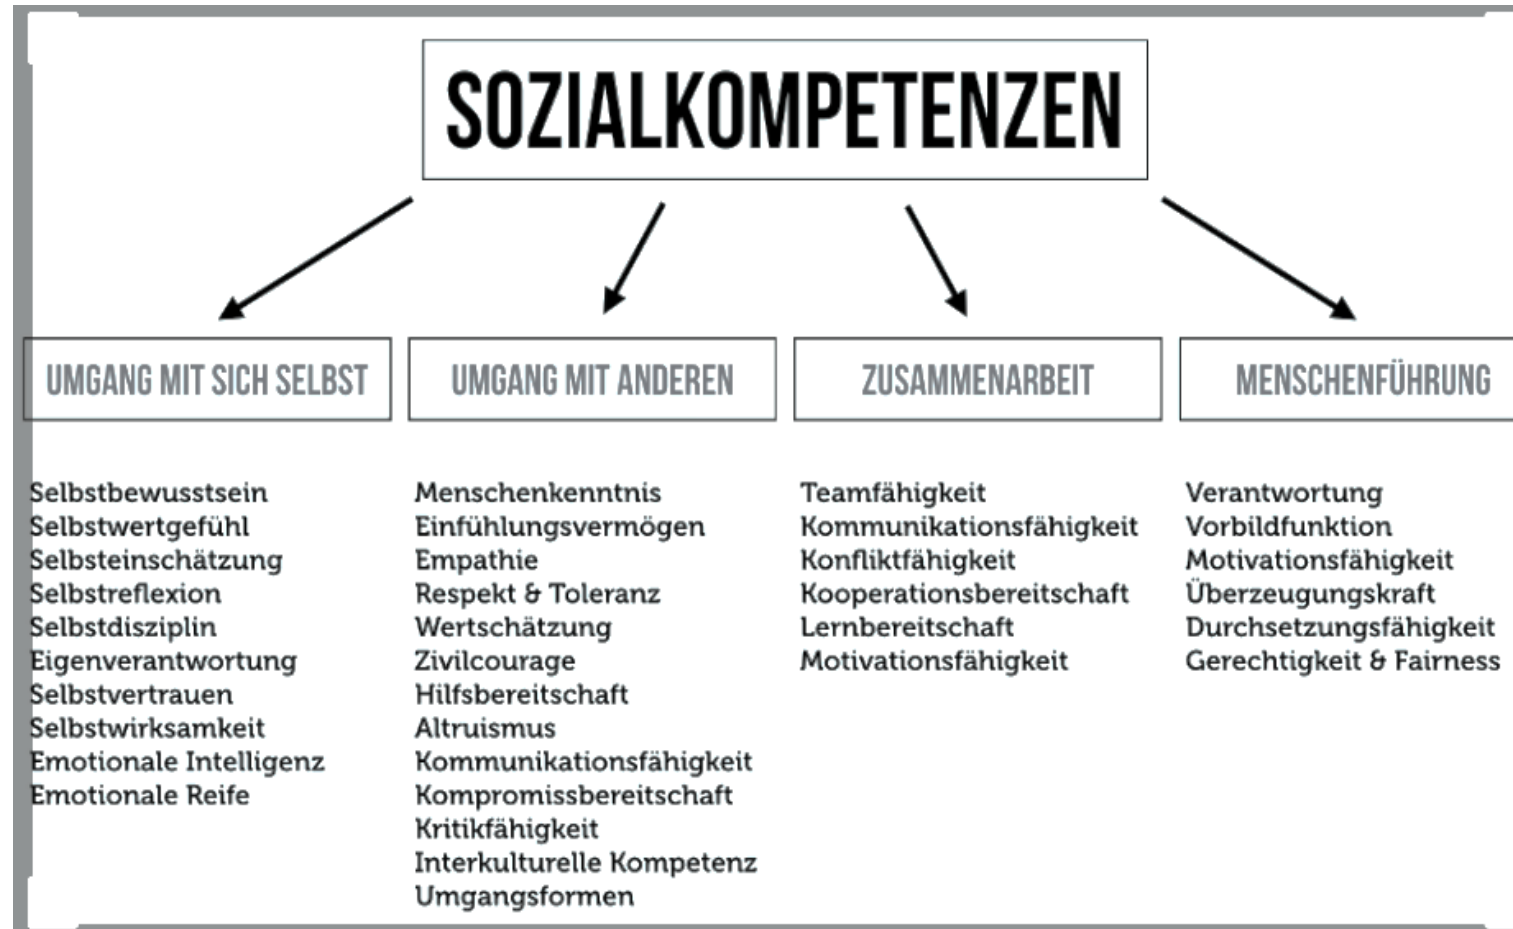 SOZIALKOMPETENZEN
UMGANG MIT SICH SELBST
Selbstbewusstsein
Selbstwertgefühl
Selbsteinschätzung
Selbstreflexion
Selbstdisziplin
Eigenverantwortung
Selbstvertrauen
Selbstwirksamkeit
Emotionale Intelligenz
Emotionale Reife
UMGANG MIT ANDEREN
Menschenkenntnis
Einfühlungsvermögen
Empathie
Respekt & Toleranz
Wertschätzung
Zivilcourage
Hilfsbereitschaft
Altruismus
Kommunikationsfähigkeit
Kompromissbereitschaft
Kritikfähigkeit
Interkulturelle Kompetenz
Umgangsformen
ZUSAMMENARBEIT
Teamfähigkeit
Kommunikationsfähigkeit
Konfliktfähigkeit
Kooperationsbereitschaft
Lernbereitschaft
Motivationsfähigkeit
MENSCHENFÜHRUNG
Verantwortung
Vorbildfunktion
Motivationsfähigkeit
Überzeugungskraft
Durchsetzungsfähigkeit
Gerechtigkeit & Fairness